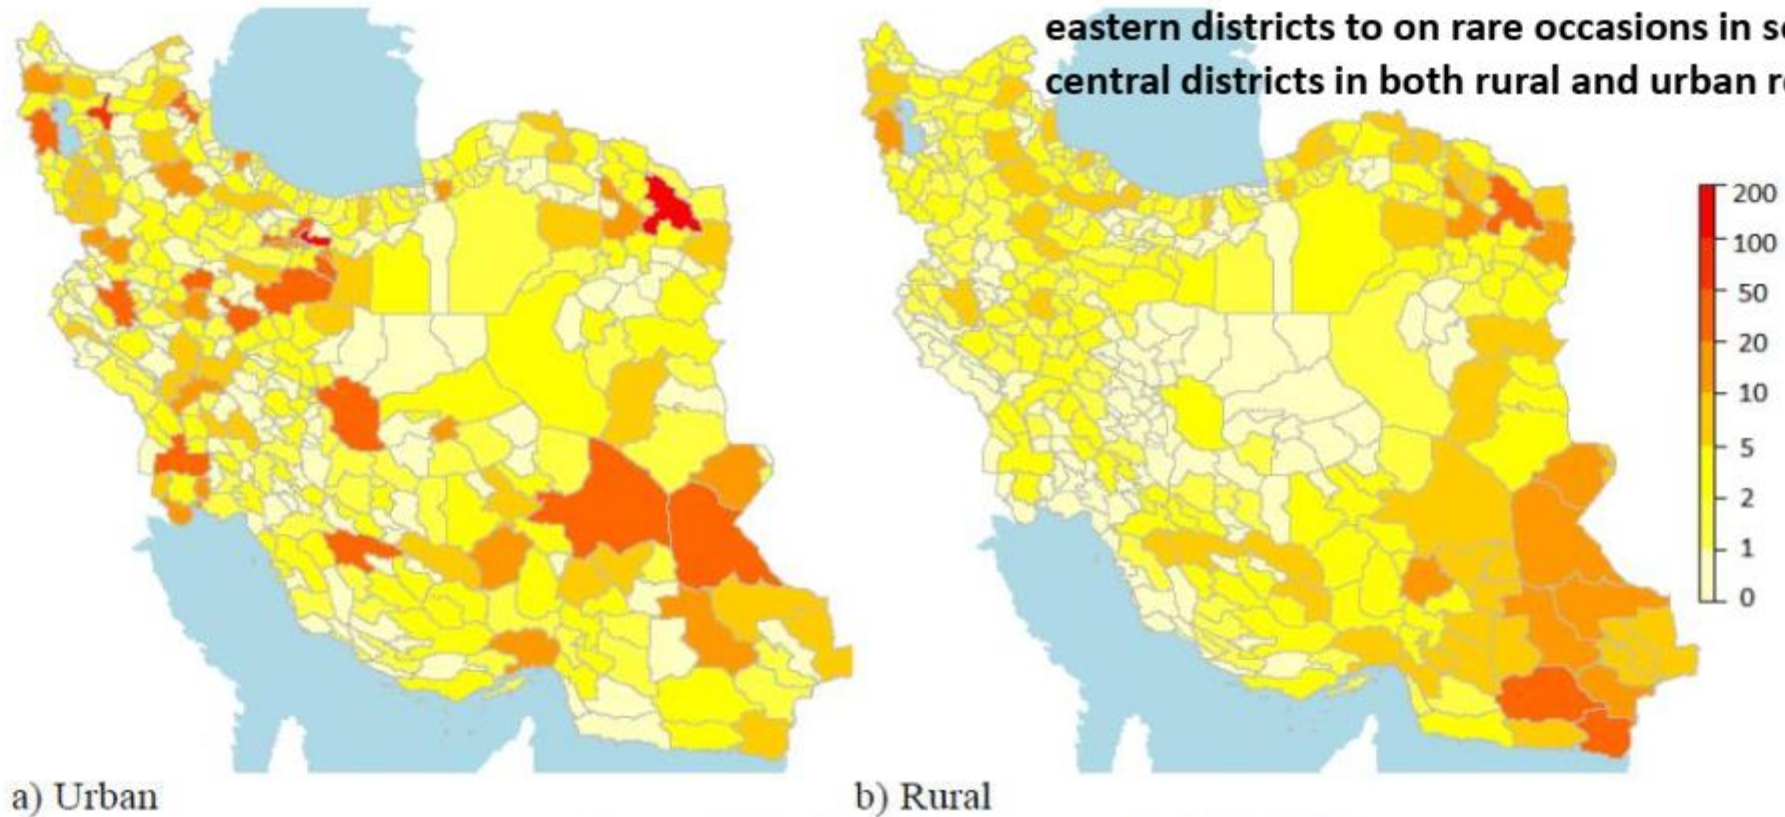 eastern districts to on rare occasions in
central districts in both rural and urban
200
100
50
20
10
5
2
1
0
a) Urban
b) Rural